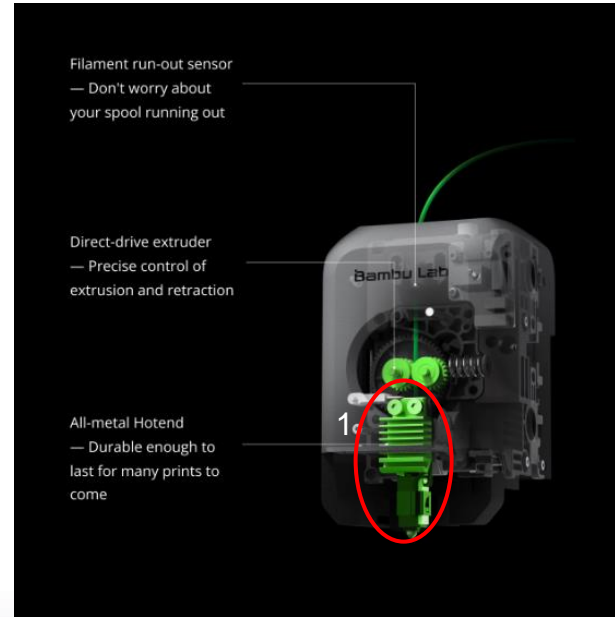 Filament run-out sensor
— Don't worry about
your spool running out
Direct-drive extruder
— Precise control of
extrusion and retraction
Bambu Lab
All-metal Hotend
— Durable enough to
last for many prints to
come
1